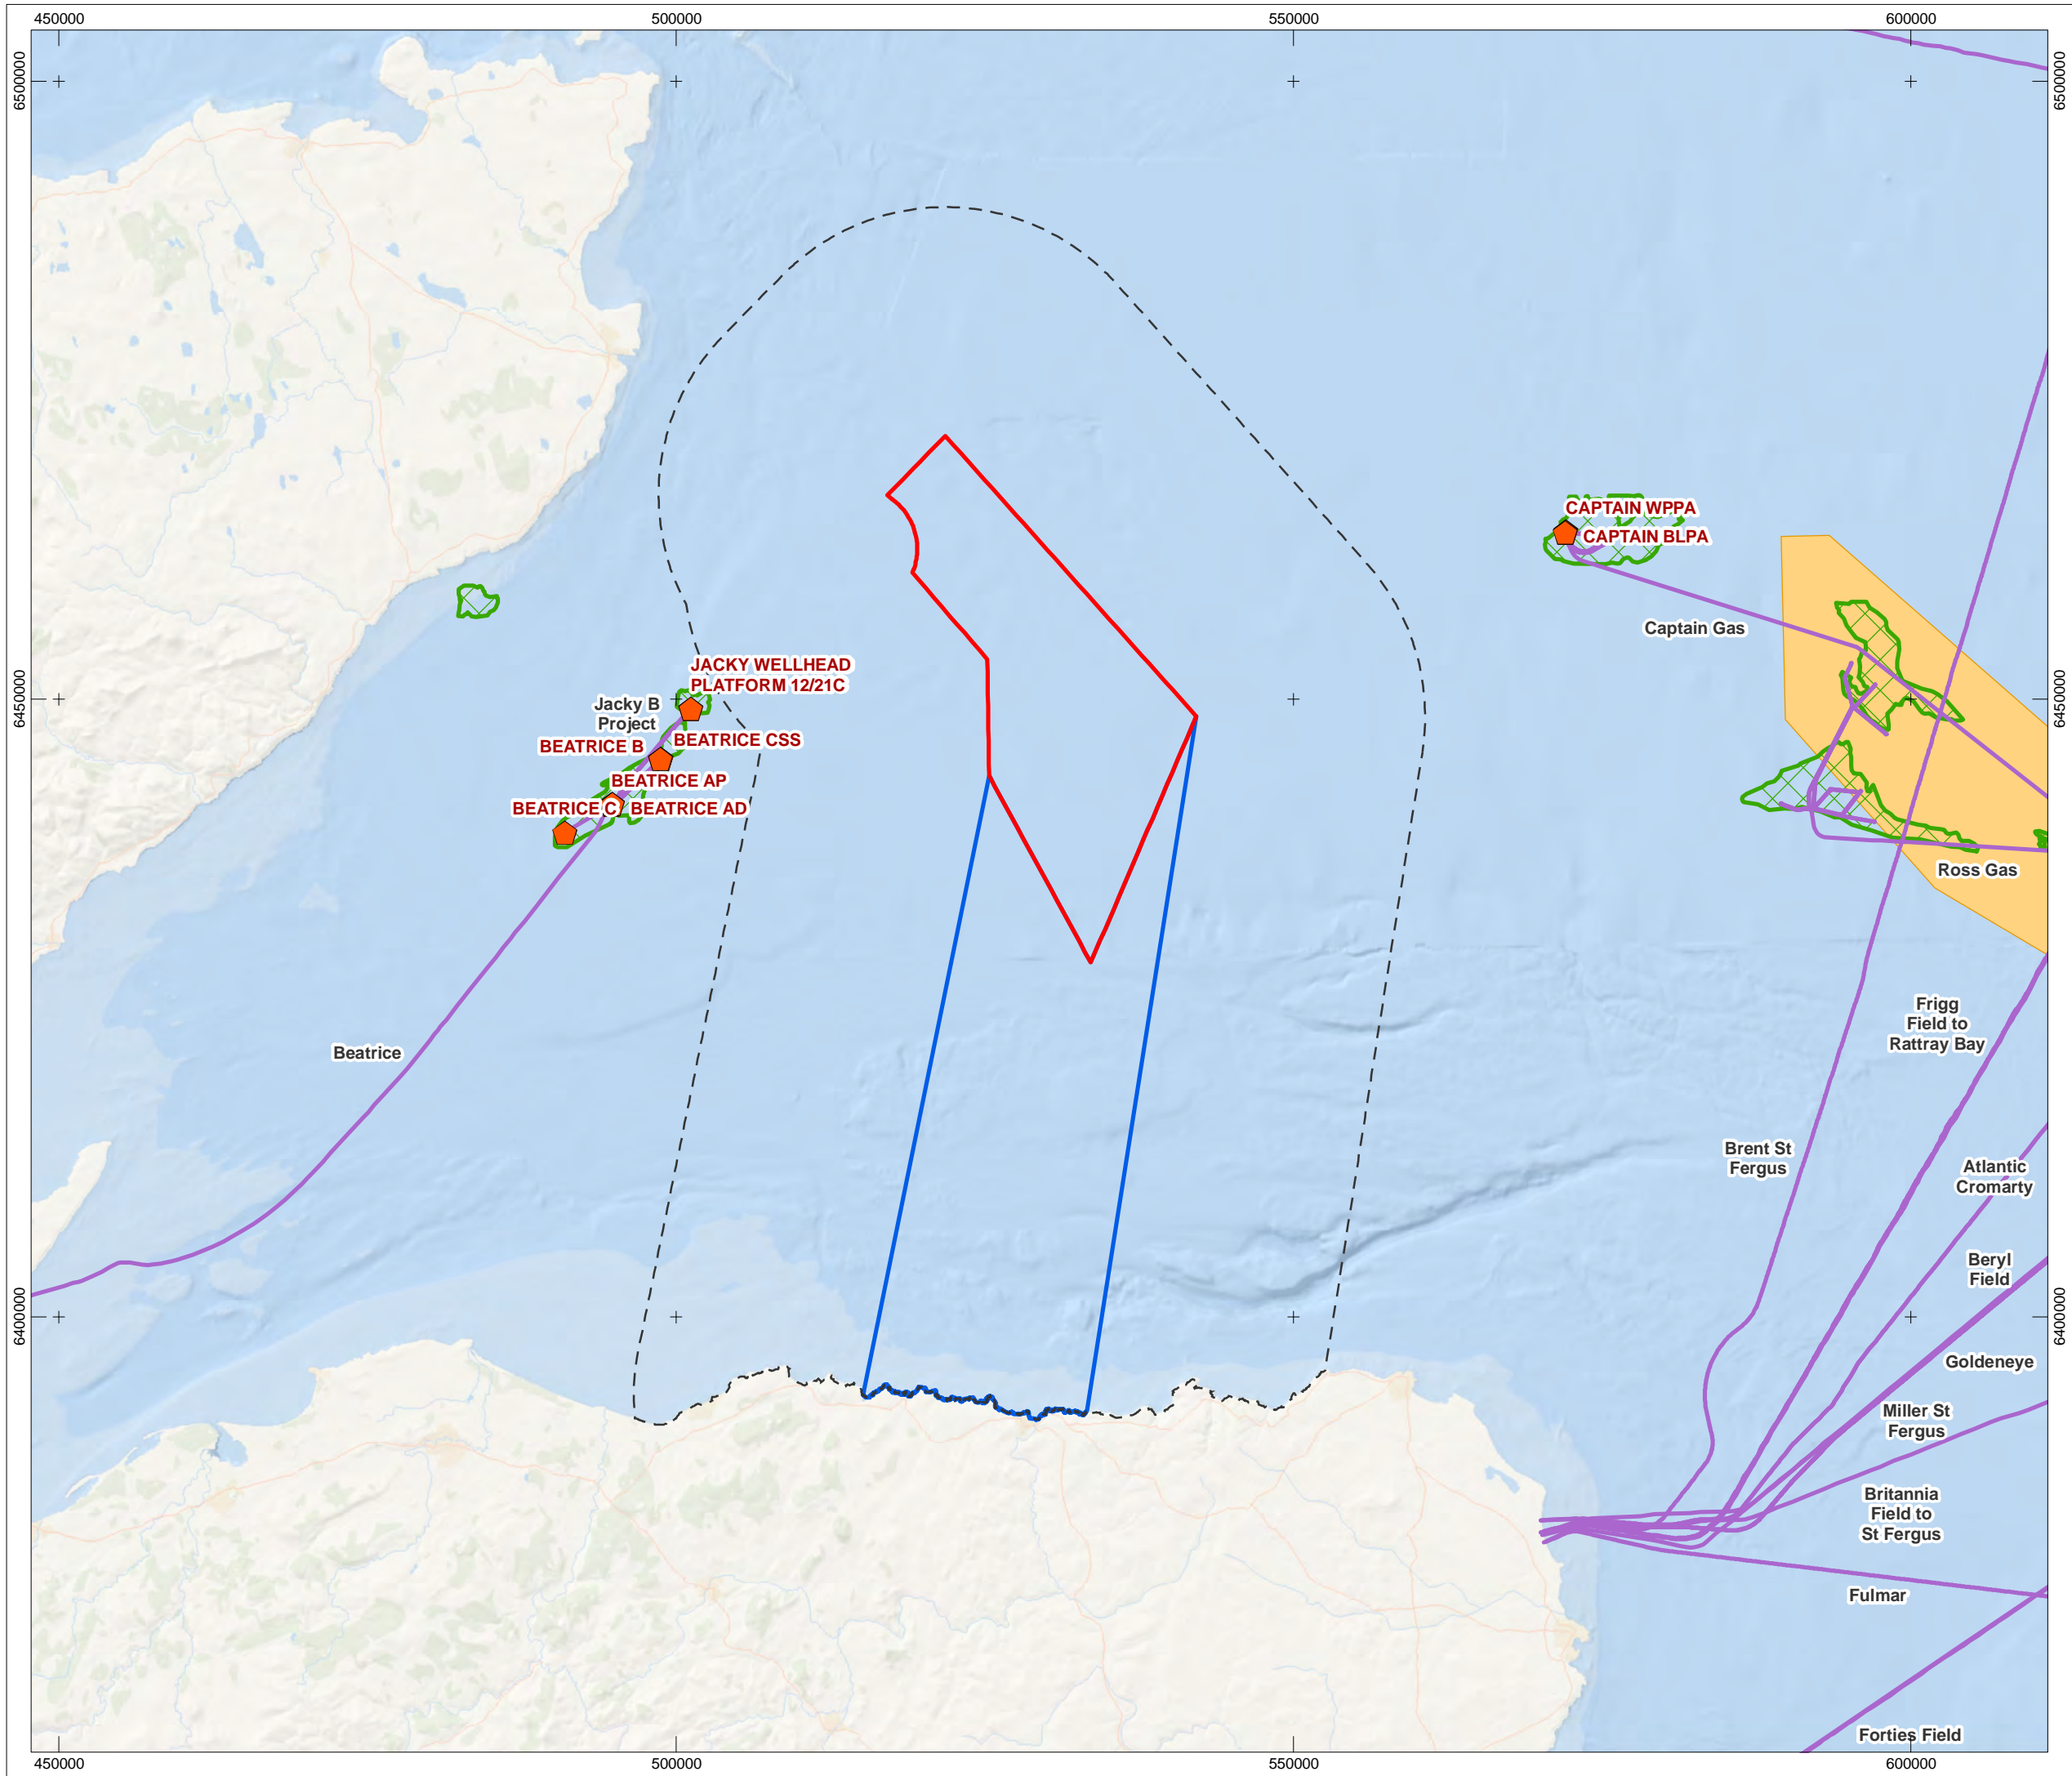 450000
500000
550000
600000
6500000
6500000
CAPTAIN WPPA
CAPTAIN BLPA
Captain Gas
JACKY WELLHEAD
PLATFORM 12/21C
Jacky B
Project
6450000
6450000
BEATRICE B
BEATRICE CSS
BEATRICE AP
BEATRICE C
BEATRICE AD
Ross Gas
Frigg
Field to
Rattray Bay
Beatrice
Brent St
Fergus
Atlantic
Cromarty
Beryl
Field
6400000
6400000
Goldeneye
Miller St
Fergus
Britannia
Field to
St Fergus
Fulmar
Forties Field
450000
500000
550000
600000